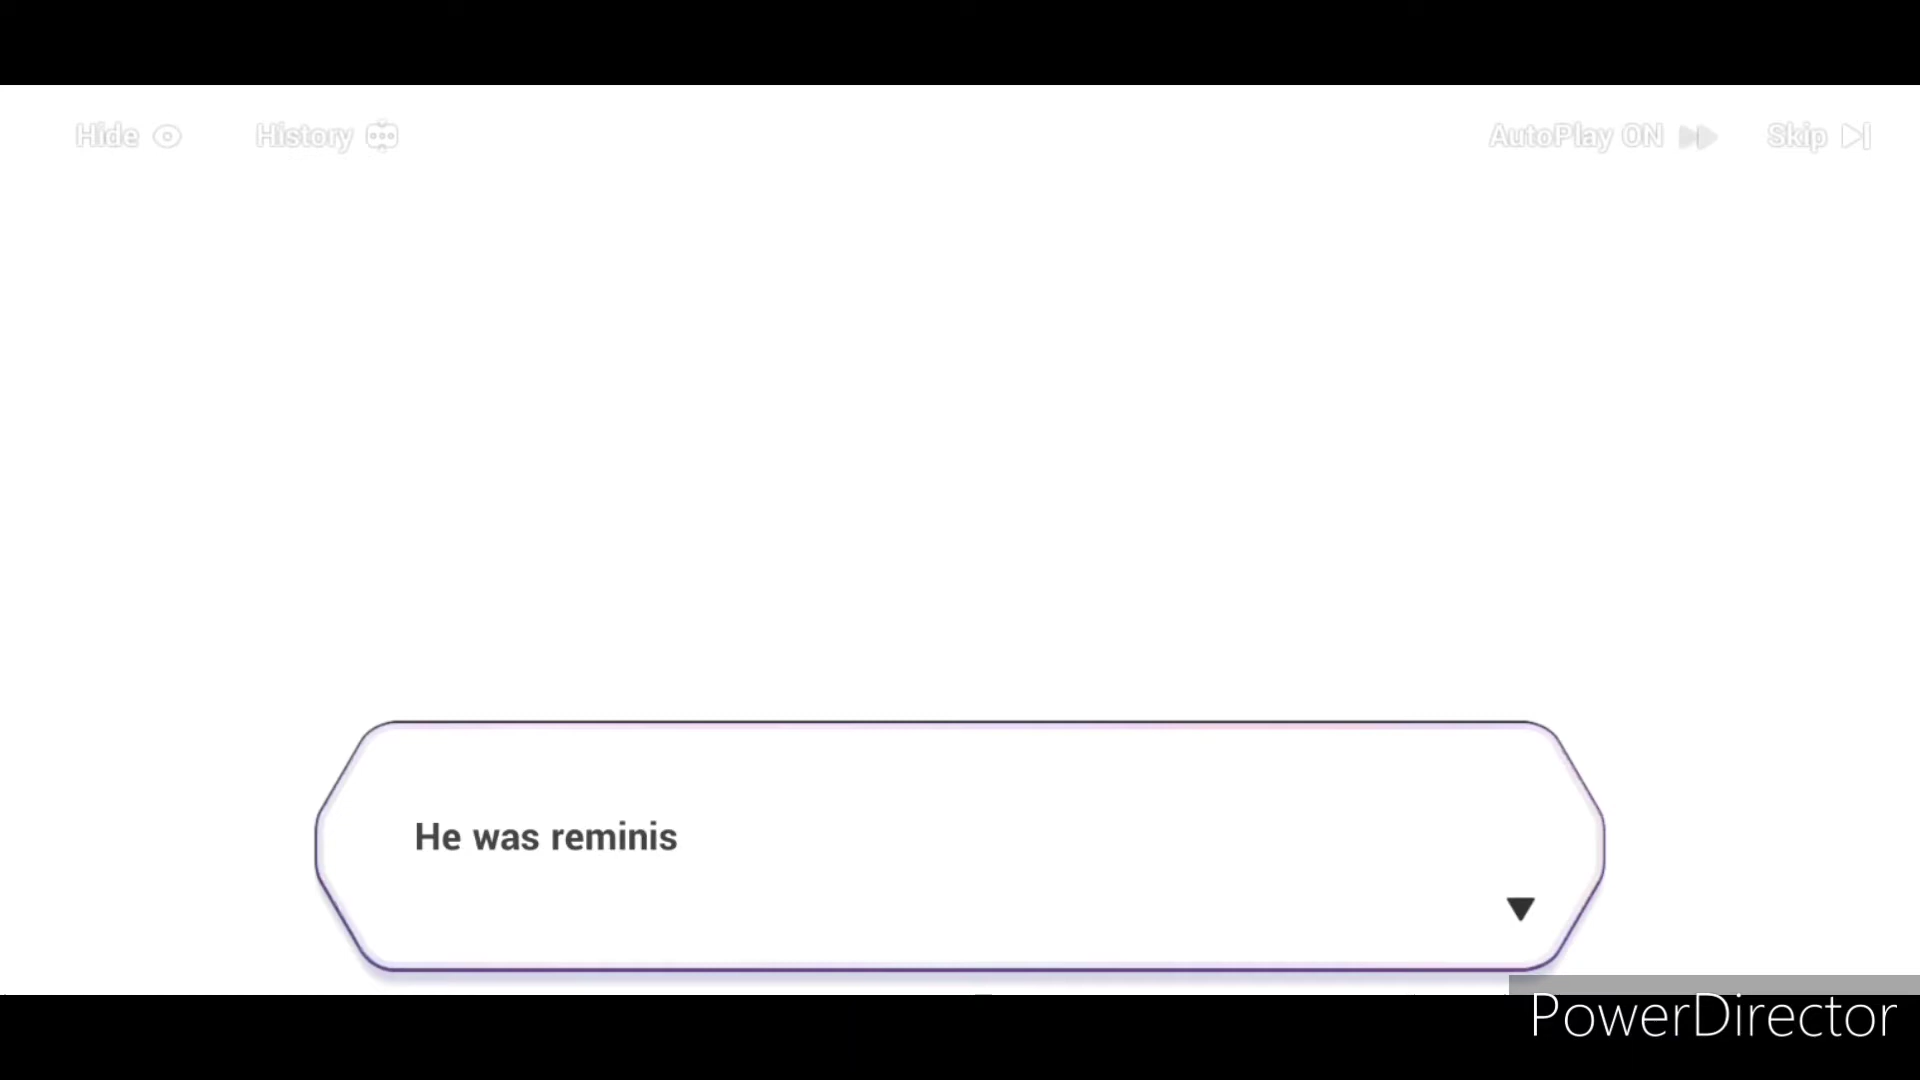 Hide
History
AutoPlay ON
Skip
He was reminis
PowerDirector